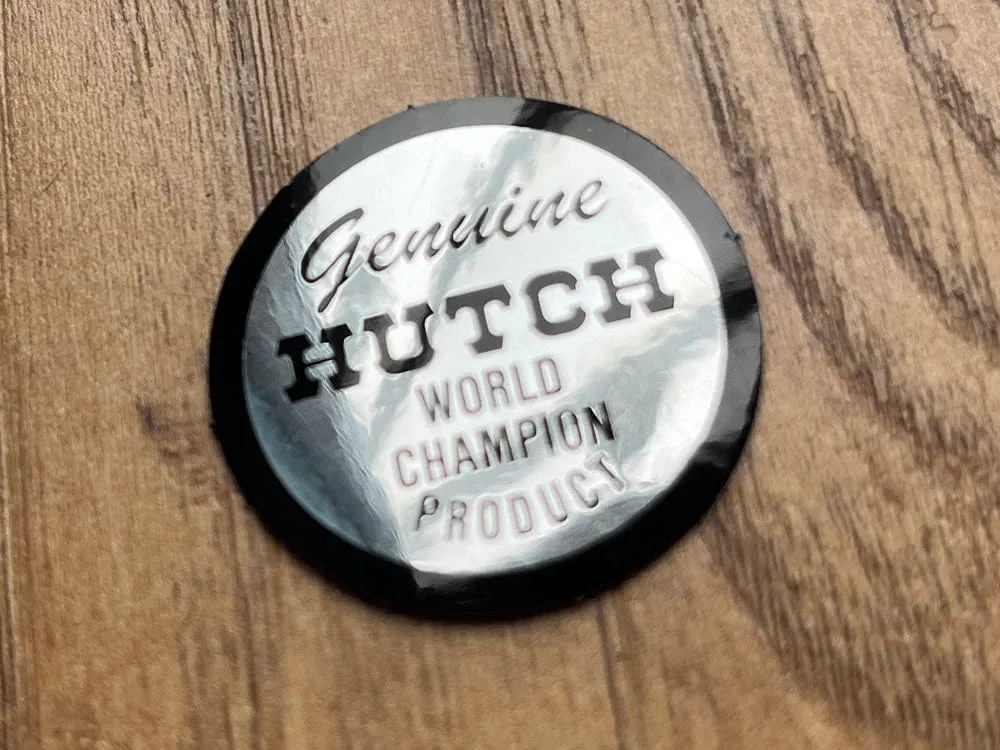 Genuine
HUTCH
WORLD
CHAMPION
PRODUCT